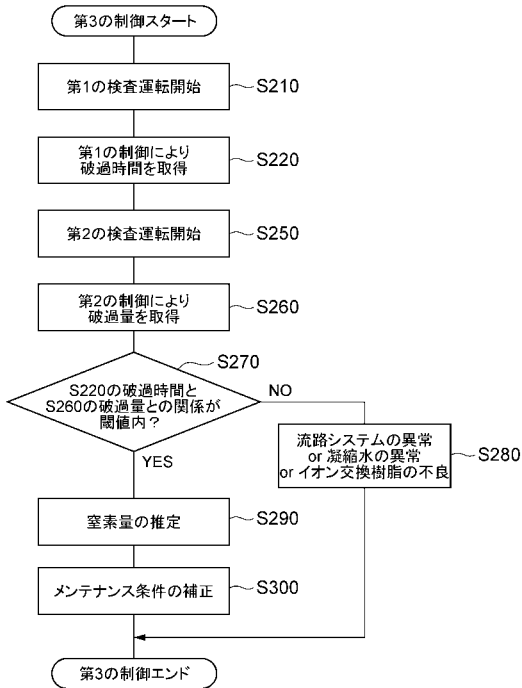 第3の制御スタート
第1の検査運転開始
S210
第1の制御により
破過時間を取得
S220
第2の検査運転開始
S250
第2の制御により
破過量を取得
S260
S270
S220の破過時間と
S260の破過量との関係が
閾値内？
NO
YES
流路システムの異常
or 凝縮水の異常
or イオン交換樹脂の不良
S280
窒素量の推定
S290
メンテナンス条件の補正
S300
第3の制御エンド